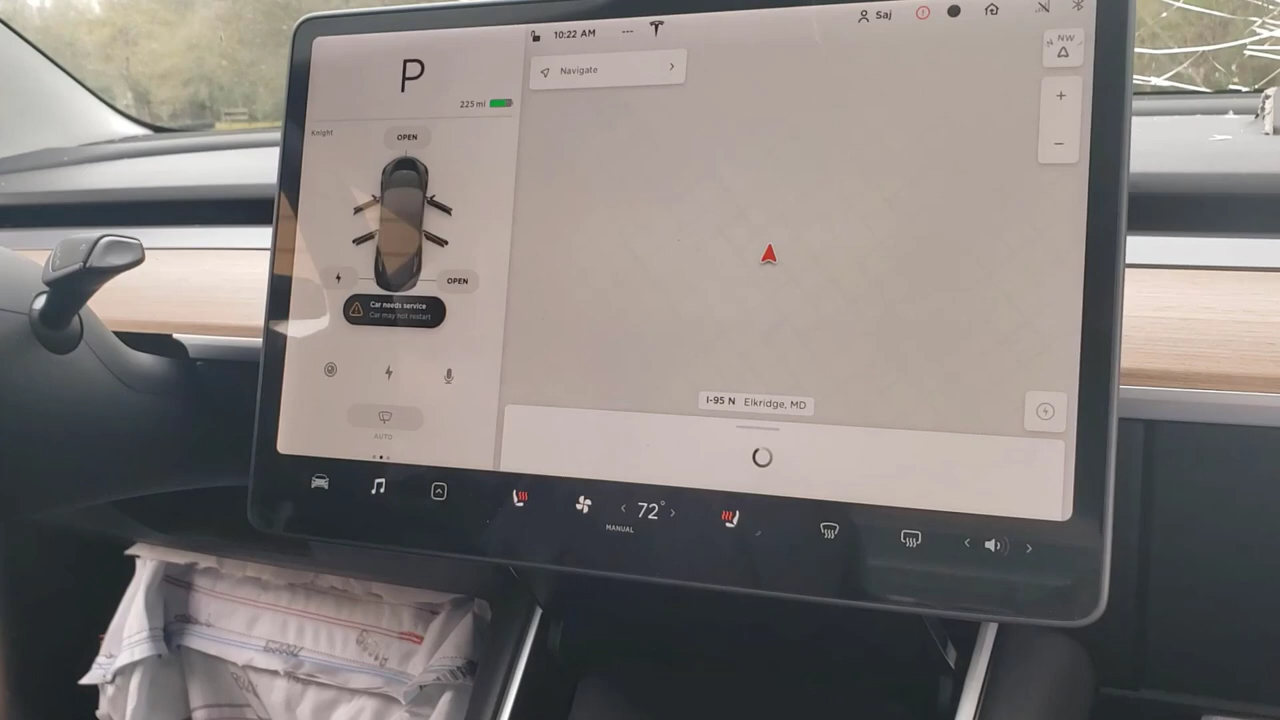 P
225 mi
Knight
OPEN
OPEN
Car needs service
Car may not restart
AUTO
10:22 AM
---
Saj
Navigate
NW
+
−
I-95 N Elkridge, MD
72°
MANUAL